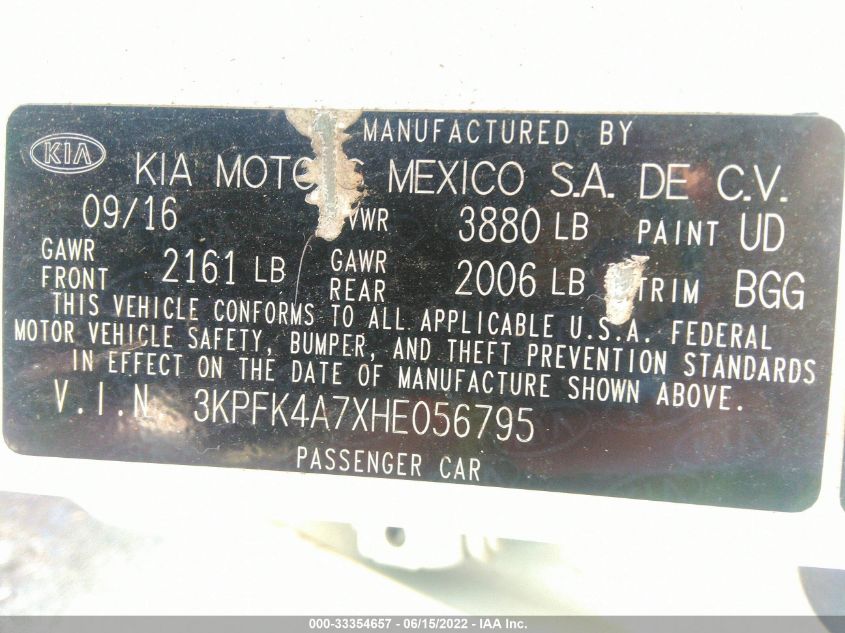 MANUFACTURED BY
KIA KIA MOTORS MEXICO S.A. DE C.V.
09/16 VWR 3880 LB PAINT UD
GAWR FRONT 2161 LB GAWR REAR 2006 LB TRIM BGG
THIS VEHICLE CONFORMS TO ALL APPLICABLE U.S.A. FEDERAL
MOTOR VEHICLE SAFETY, BUMPER, AND THEFT PREVENTION STANDARDS
IN EFFECT ON THE DATE OF MANUFACTURE SHOWN ABOVE.
V.I.N. 3KPFK4A7XHE056795
PASSENGER CAR
000-33354657 - 06/15/2022 - IAA Inc.